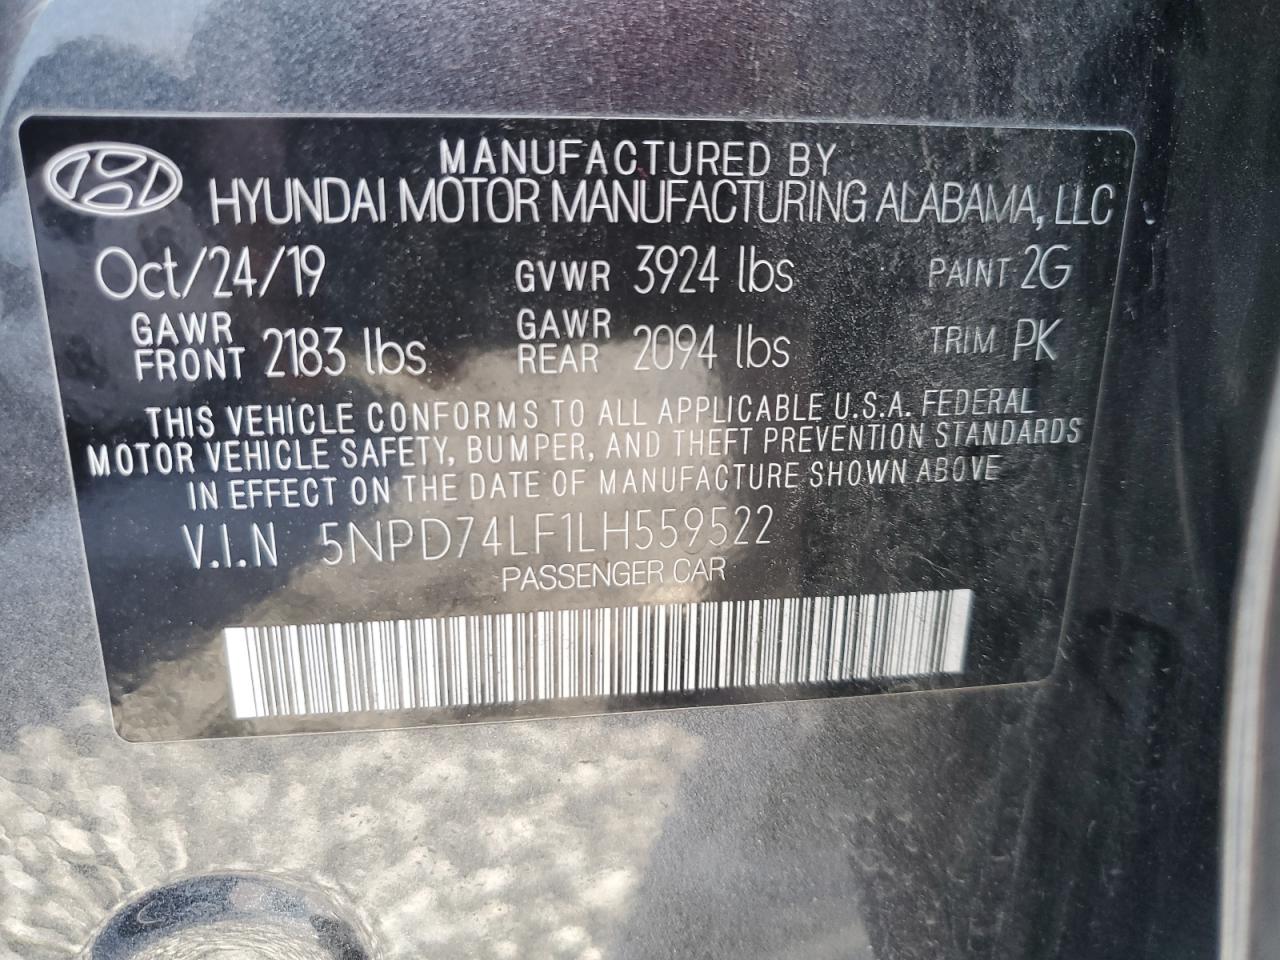 MANUFACTURED BY
HYUNDAI MOTOR MANUFACTURING ALABAMA, LLC
Oct/24/19 GVWR 3924 lbs PAINT 2G
GAWR FRONT 2183 lbs GAWR REAR 2094 lbs TRIM PK
THIS VEHICLE CONFORMS TO ALL APPLICABLE U.S.A. FEDERAL
MOTOR VEHICLE SAFETY, BUMPER, AND THEFT PREVENTION STANDARDS
IN EFFECT ON THE DATE OF MANUFACTURE SHOWN ABOVE
V.I.N 5NPD74LF1LH559522
PASSENGER CAR